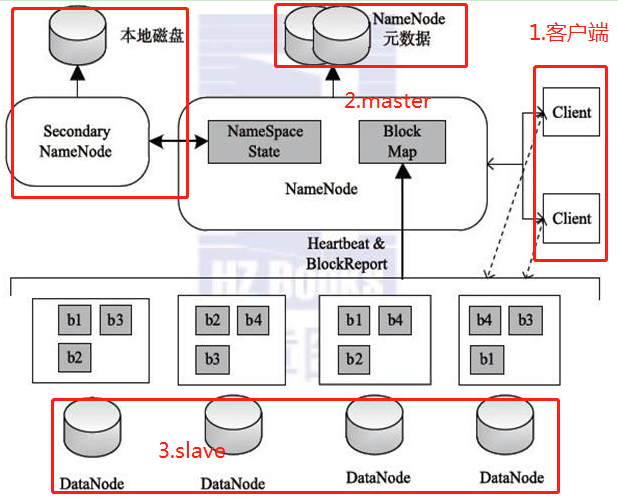 本地磁盘
NameNode
元数据
1.客户端
2.master
Secondary
NameNode
NameSpace
State
Block
Map
NameNode
Client
Client
Heartbeat &
BlockReport
HZ BOOKS
b1 b3
b2
b2 b4
b3
b1 b4
b2
b4 b3
b1
3.slave
DataNode
DataNode
DataNode
DataNode